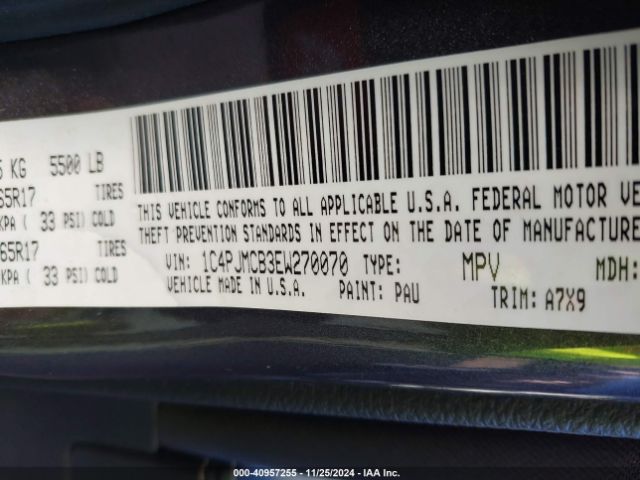 5 KG 5500 LB
65R17 TIRES
KPA ( 33 PSI) COLD
65R17 TIRES
KPA ( 33 PSI) COLD
THIS VEHICLE CONFORMS TO ALL APPLICABLE U.S.A. FEDERAL MOTOR VE
THEFT PREVENTION STANDARDS IN EFFECT ON THE DATE OF MANUFACTURE
VIN: 1C4PJMCB3EW270070 TYPE: MPV MDH:
VEHICLE MADE IN U.S.A. PAINT: PAU TRIM: A7X9
000-40957255 - 11/25/2024 - IAA Inc.